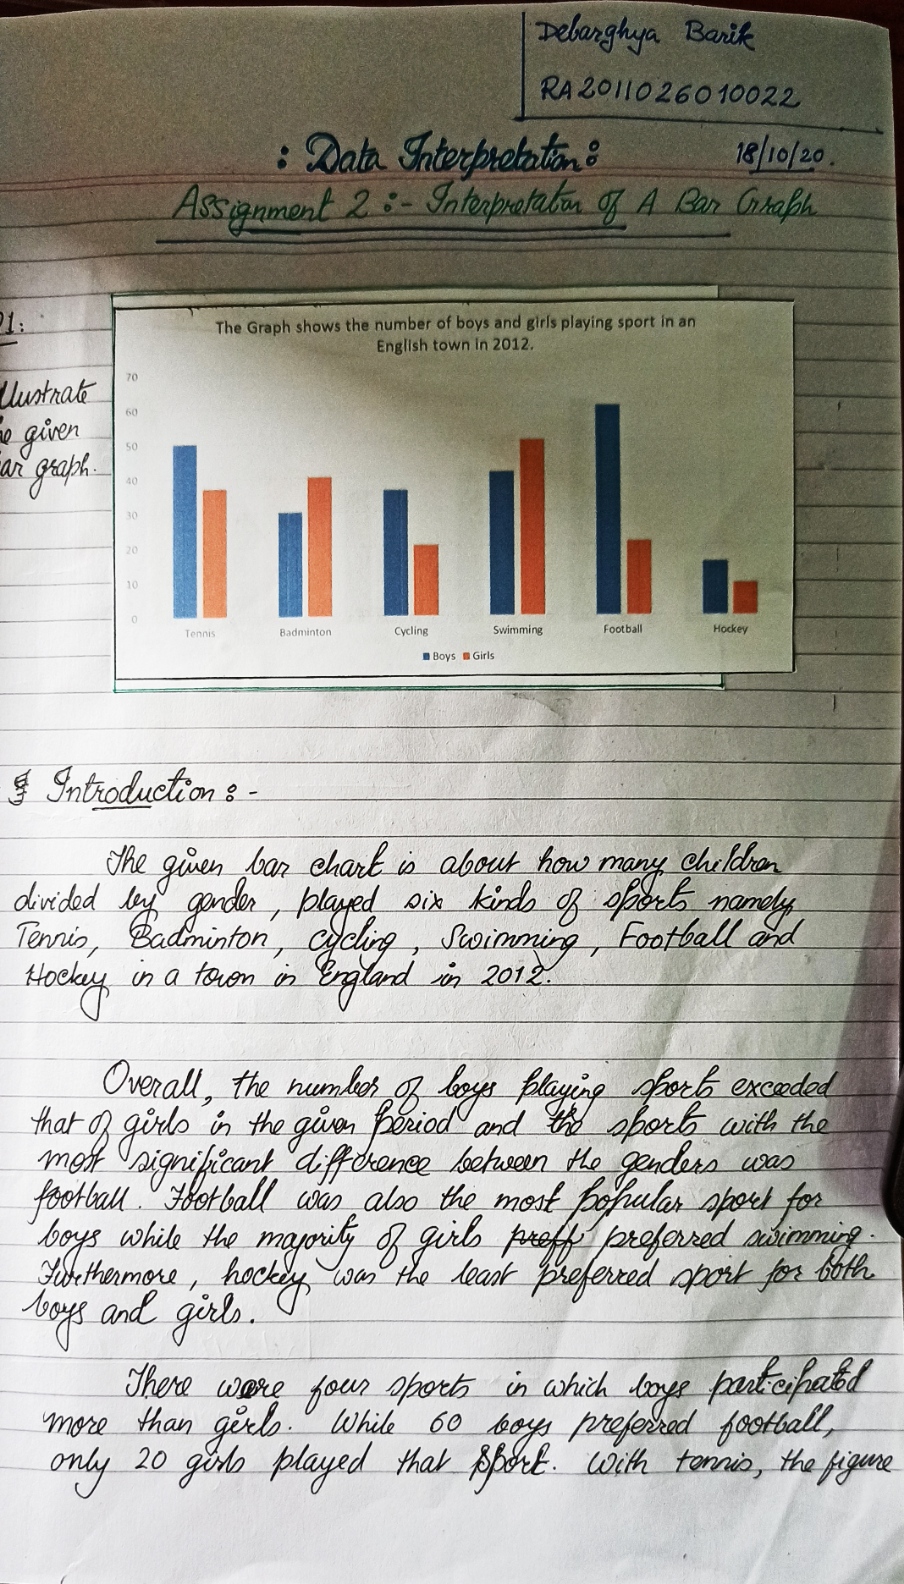 Debarghya Barik
RA2011026010022
: Data Interpretation :
18/10/20.
Assignment 2 :- Interpretation of A Bar Graph
1:
llustrate
e given
ar graph.
The Graph shows the number of boys and girls playing sport in an
English town in 2012.
70
60
50
40
30
20
10
0
Tennis Badminton Cycling Swimming Football Hockey
Boys Girls
§ Introduction :-
The given bar chart is about how many children
divided by gender, played six kinds of sports namely
Tennis, Badminton, cycling, Swimming, Football and
Hockey in a town in England in 2012.
Overall, the number of boys playing sports exceeded
that of girls in the given period and the sports with the
most significant difference between the genders was
football. Football was also the most popular sport for
boys while the majority of girls preff preferred swimming.
Furthermore, hockey was the least preferred sport for both
boys and girls.
There were four sports in which boys participated
more than girls. While 60 boys preferred football,
only 20 girls played that sport. With tennis, the figure